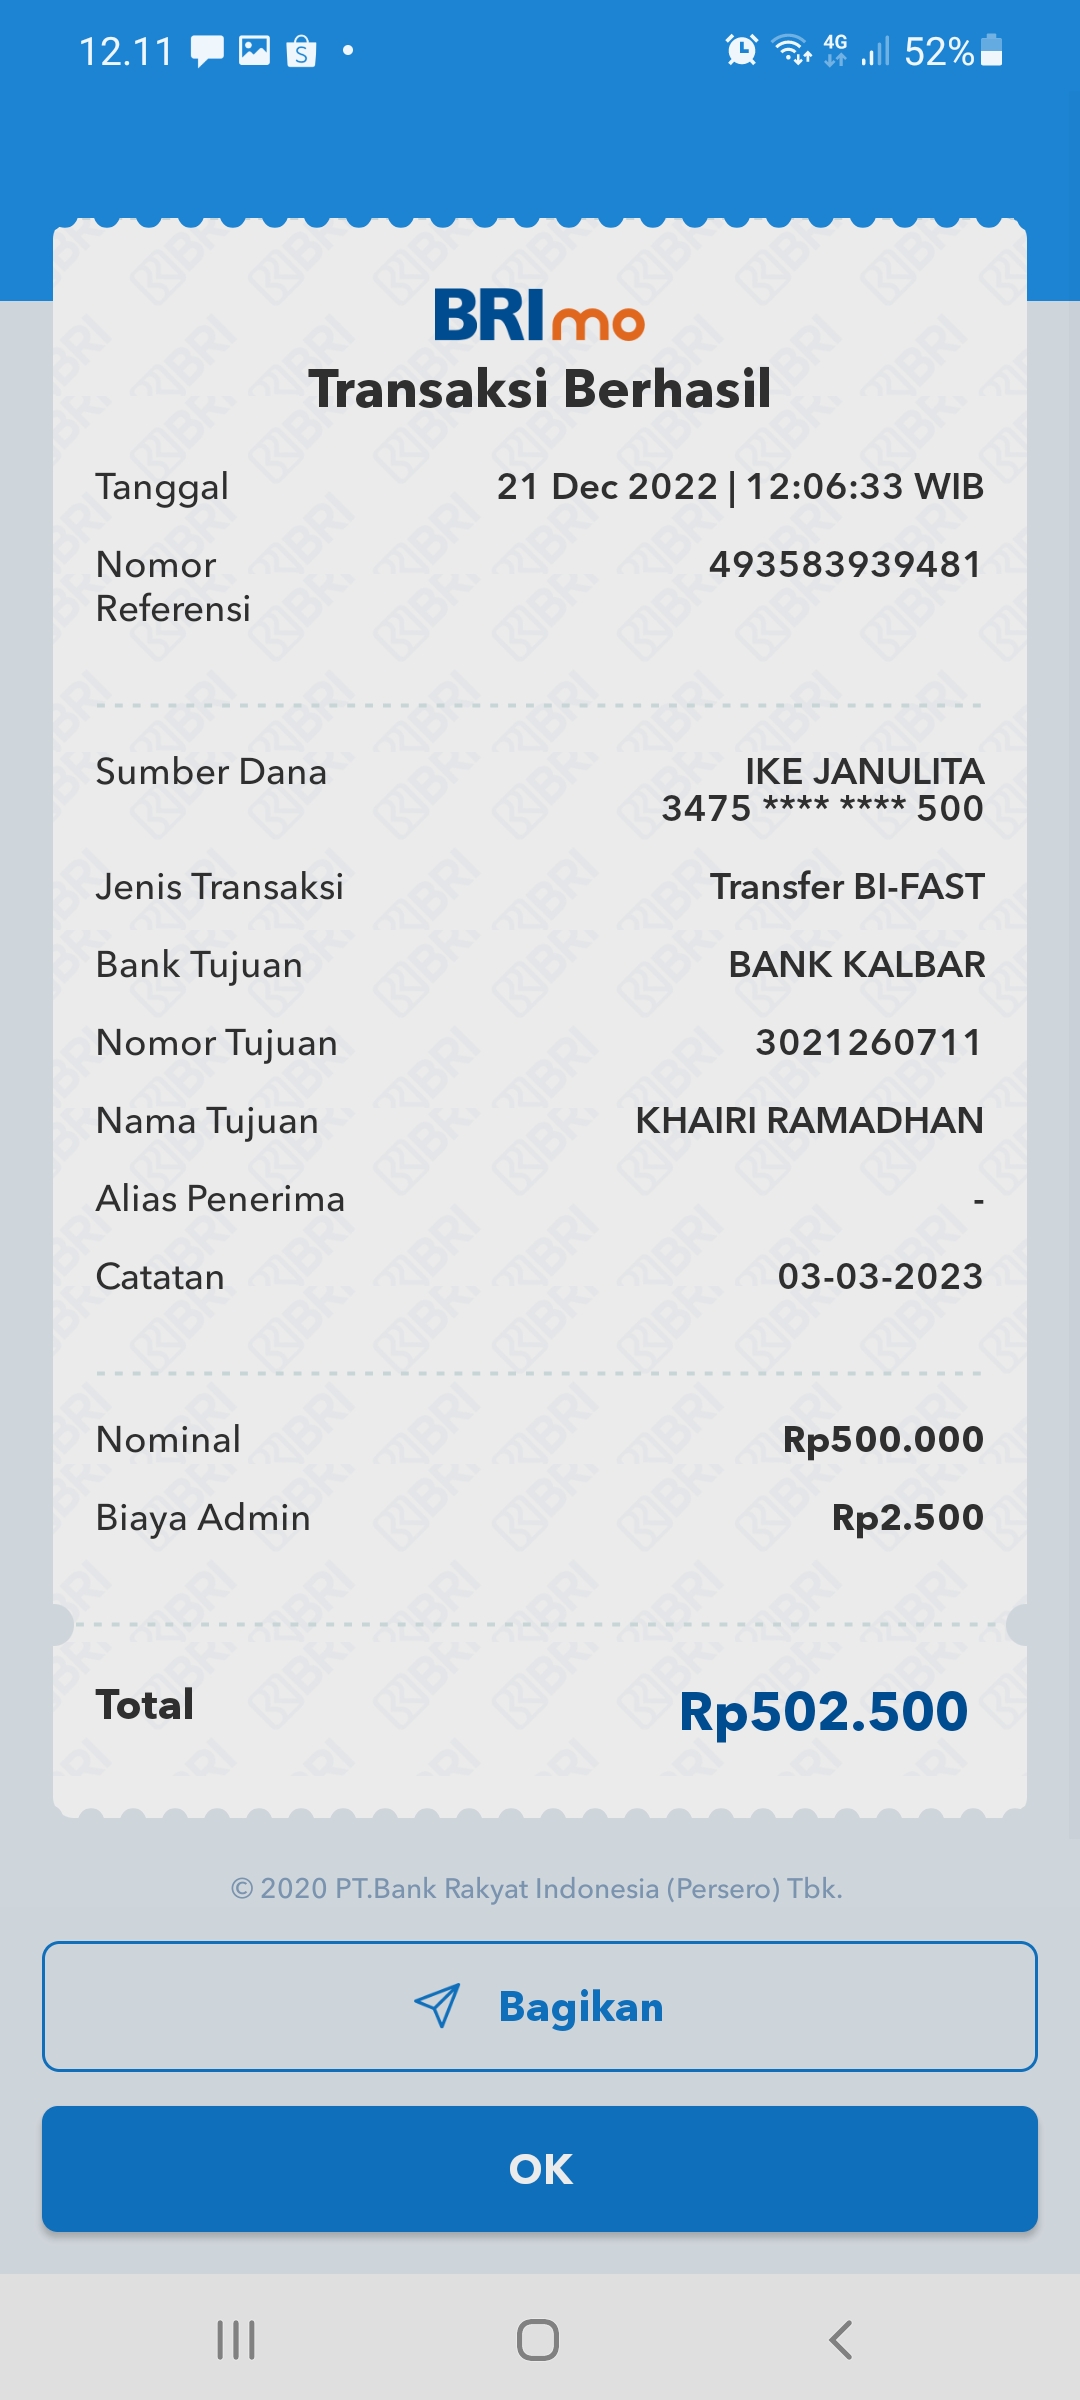 12.11 4G 52%
BRImo
Transaksi Berhasil
Tanggal 21 Dec 2022 | 12:06:33 WIB
Nomor 493583939481
Referensi
Sumber Dana IKE JANULITA
3475 **** **** 500
Jenis Transaksi Transfer BI-FAST
Bank Tujuan BANK KALBAR
Nomor Tujuan 3021260711
Nama Tujuan KHAIRI RAMADHAN
Alias Penerima -
Catatan 03-03-2023
Nominal Rp500.000
Biaya Admin Rp2.500
Total Rp502.500
© 2020 PT.Bank Rakyat Indonesia (Persero) Tbk.
Bagikan
OK